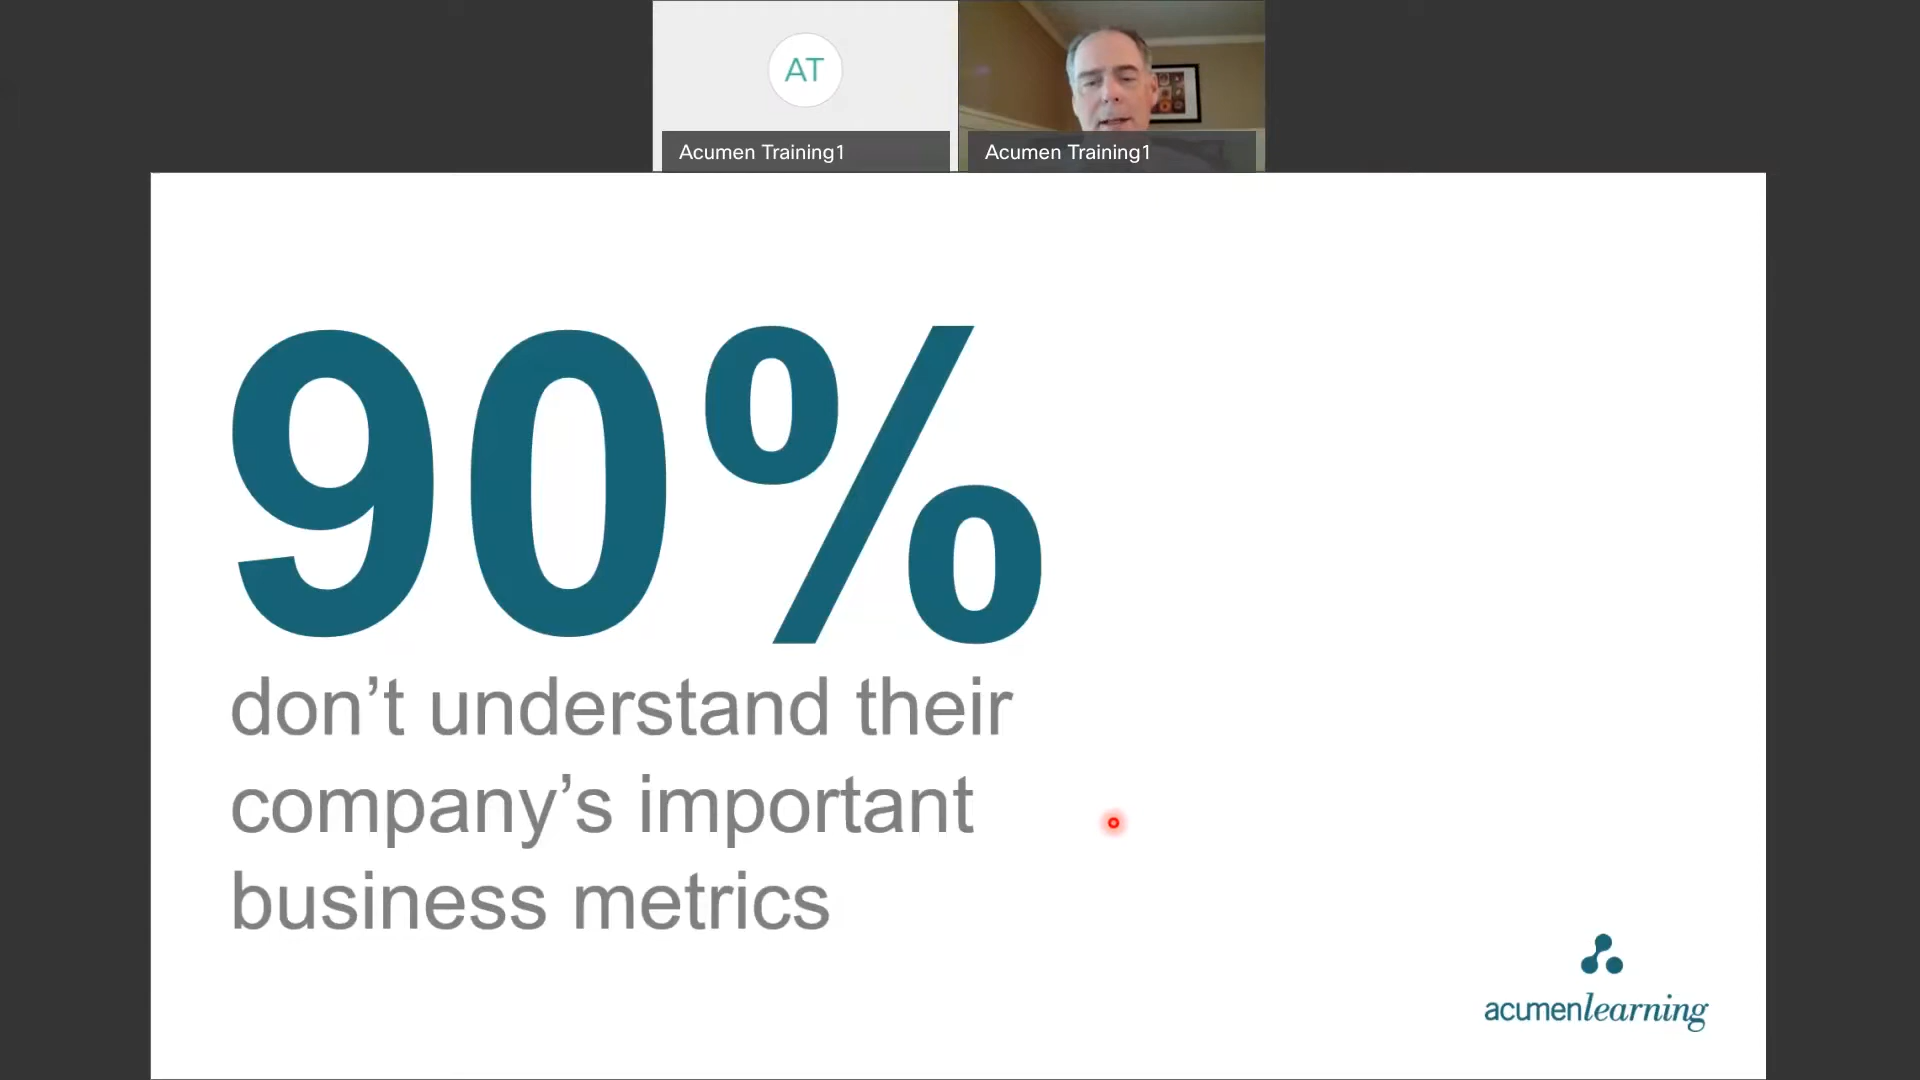 AT
Acumen Training1
Acumen Training1
90%
don’t understand their
company’s important
business metrics
acumenlearning